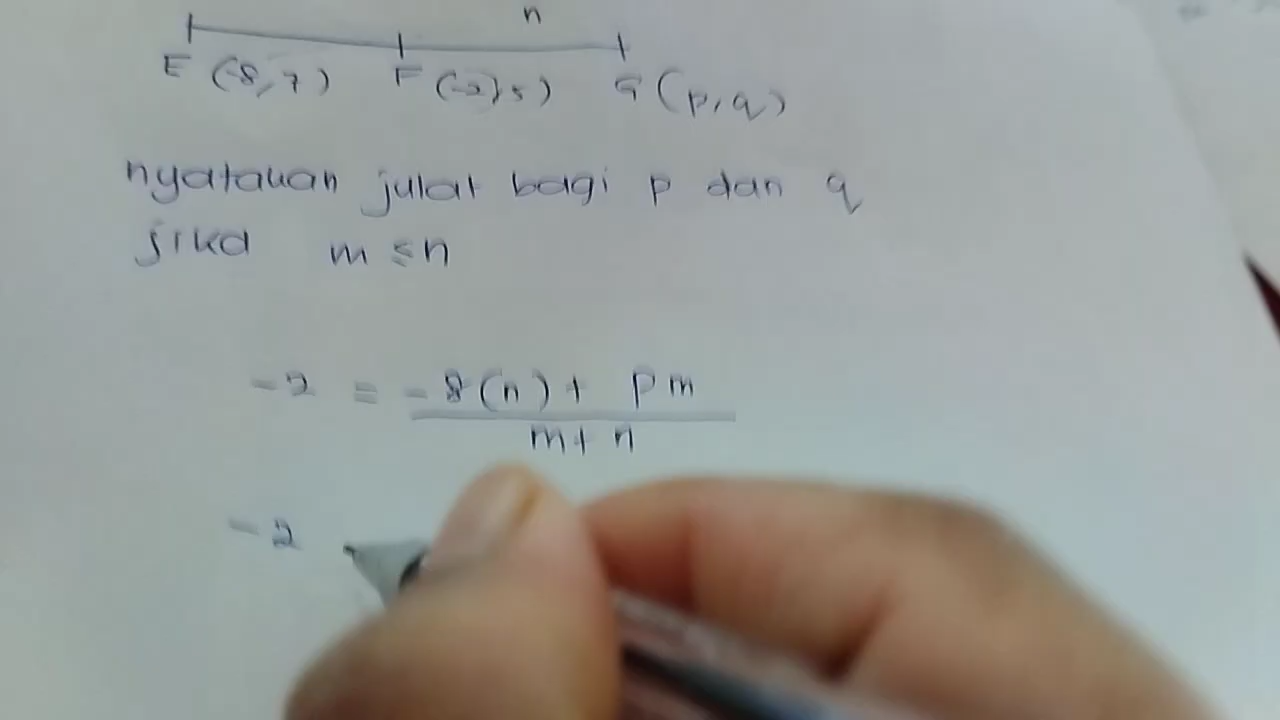 n
E (-8,7) F (-2,5) G (p,q)
nyatakan julat bagi p dan q
jika m ≤ n
-2 = -8(n) + pm
m + n
-2